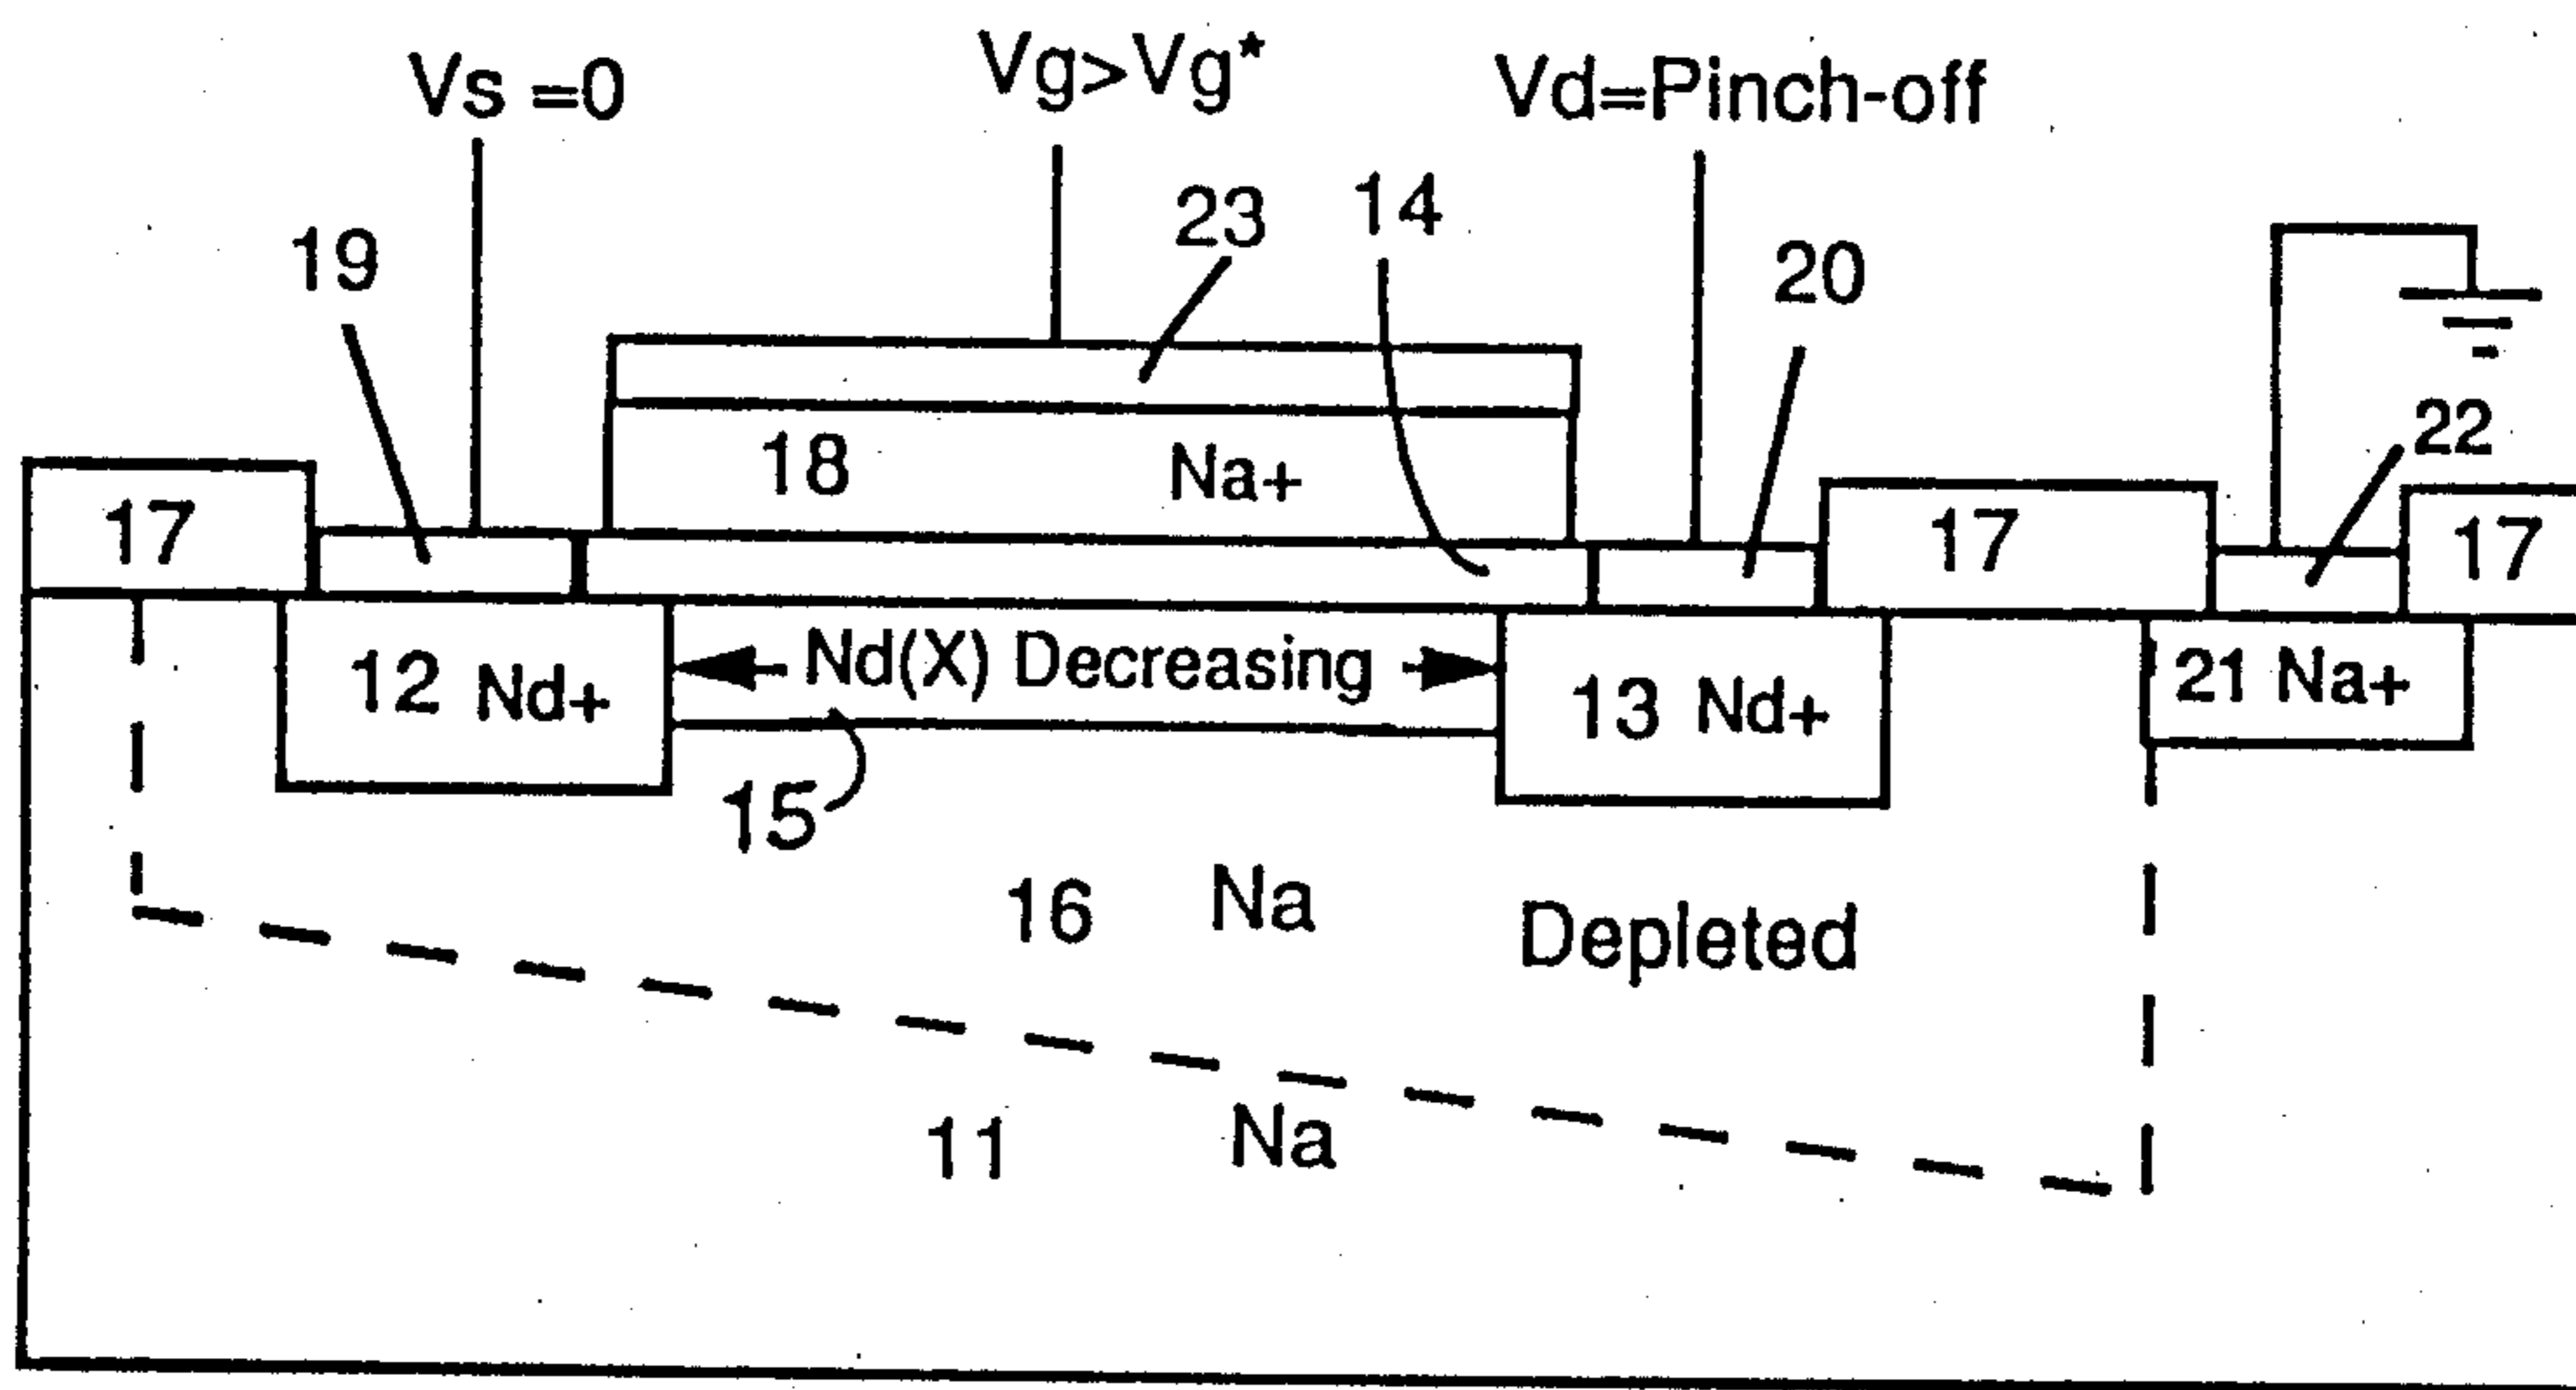 Vs =0
Vg>Vg*
Vd=Pinch-off
19
23
14
20
22
17
18 Na+
17
17
12 Nd+
Nd(X) Decreasing
13 Nd+
21 Na+
15
16 Na
Depleted
11 Na